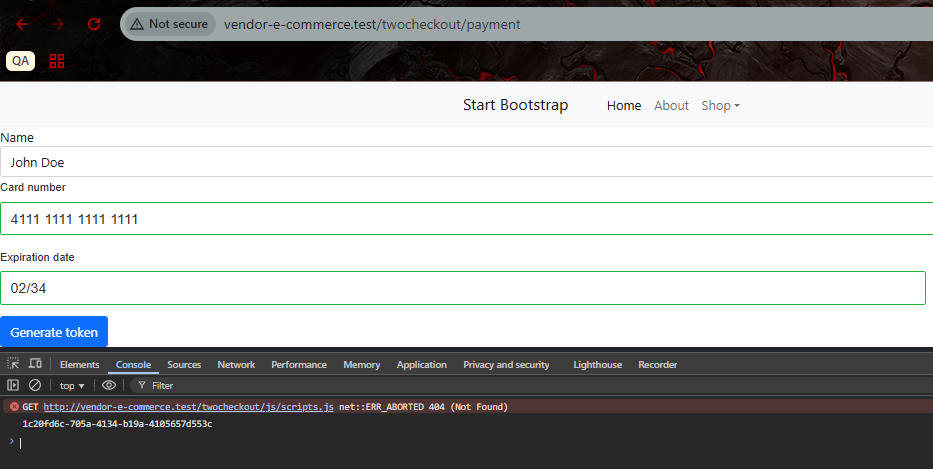 Not secure vendor-e-commerce.test/twocheckout/payment
QA
Start Bootstrap Home About Shop
Name
John Doe
Card number
4111 1111 1111 1111
Expiration date
02/34
Generate token
Elements Console Sources Network Performance Memory Application Privacy and security Lighthouse Recorder
top Filter
GET http://vendor-e-commerce.test/twocheckout/js/scripts.js net::ERR_ABORTED 404 (Not Found)
1c20fd6c-705a-4134-b19a-4105657d553c